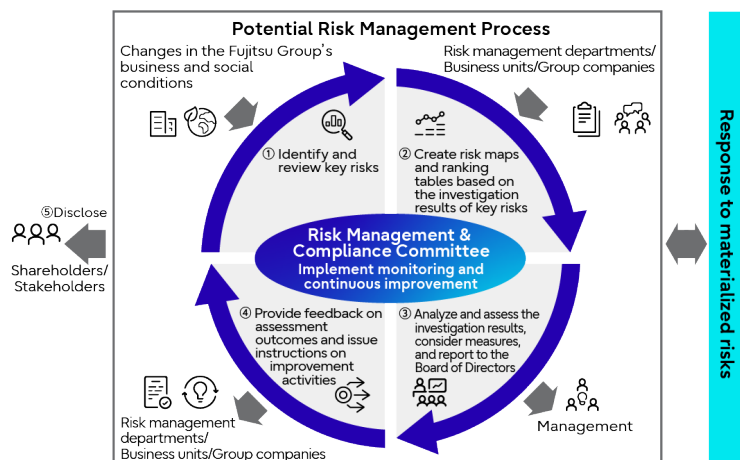 Potential Risk Management Process
Changes in the Fujitsu Group's
business and social
conditions
Risk management departments/
Business units/Group companies
① Identify and
review key risks
② Create risk maps
and ranking
tables based on
the investigation
results of key risks
⑤Disclose
Shareholders/
Stakeholders
Risk Management &
Compliance Committee
Implement monitoring and
continuous improvement
④ Provide feedback on
assessment
outcomes and issue
instructions on
improvement
activities
③ Analyze and assess the
investigation results,
consider measures,
and report to the
Board of Directors
Risk management
departments/
Business units/Group companies
Management
Response to materialized risks